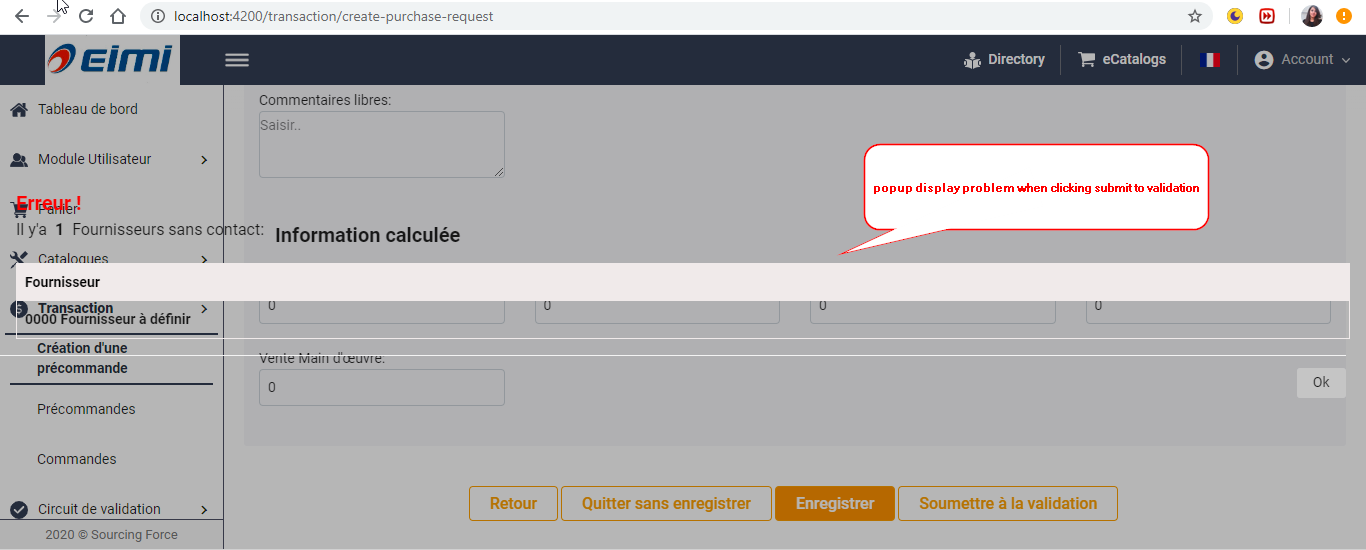 localhost:4200/transaction/create-purchase-request
eimi
Directory
eCatalogs
Account
Tableau de bord
Module Utilisateur
Panier
Catalogues
Transaction
Création d'une
précommande
Précommandes
Commandes
Circuit de validation
2020 © Sourcing Force
Commentaires libres:
Saisir..
popup display problem when clicking submit to validation
Erreur !
Il y'a 1 Fournisseurs sans contact:
Information calculée
Fournisseur
0 0 0 0
0000 Fournisseur à définir
Vente Main d'œuvre:
0
Ok
Retour
Quitter sans enregistrer
Enregistrer
Soumettre à la validation